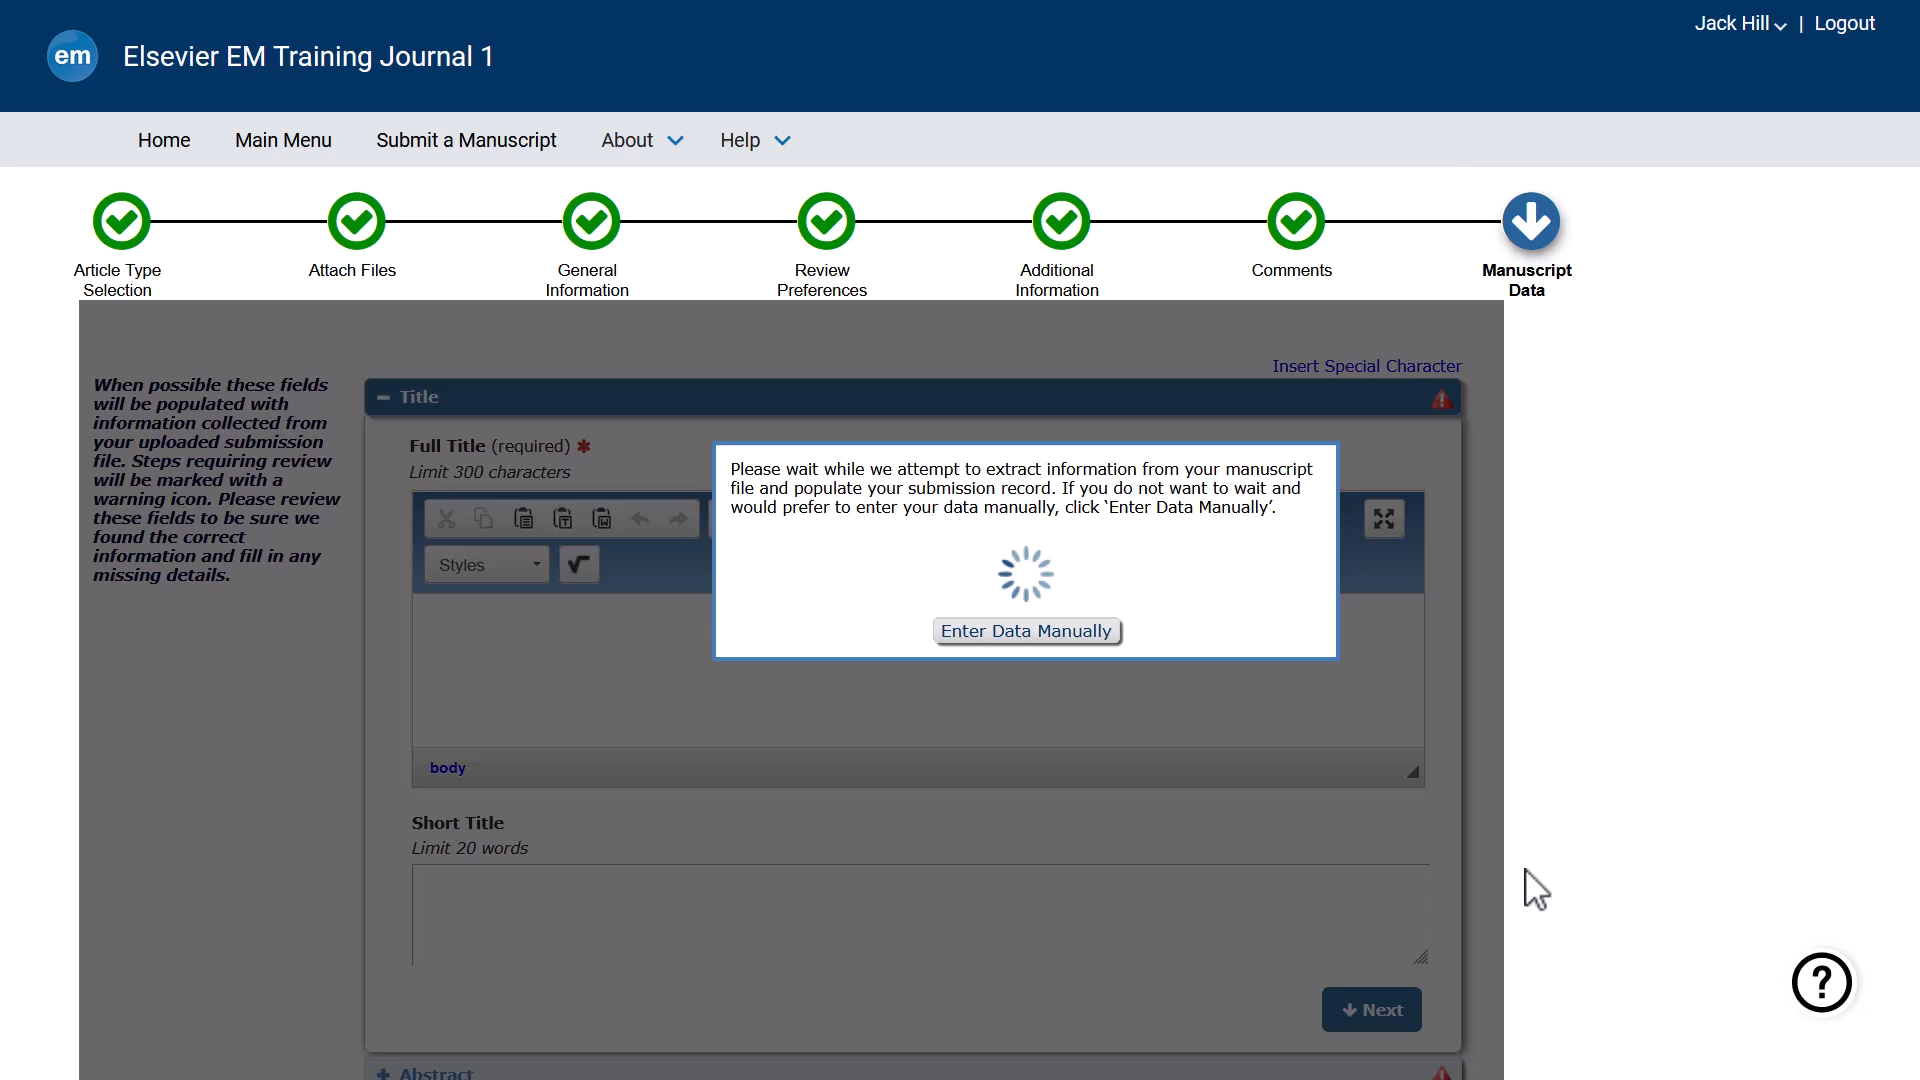 Jack Hill | Logout
em Elsevier EM Training Journal 1
Home Main Menu Submit a Manuscript About Help
Article Type Selection
Attach Files
General Information
Review Preferences
Additional Information
Comments
Manuscript Data
Insert Special Character
When possible these fields
will be populated with
information collected from
your uploaded submission
file. Steps requiring review
will be marked with a
warning icon. Please review
these fields to be sure we
found the correct
information and fill in any
missing details.
Title
Full Title (required) *
Limit 300 characters
Styles
Please wait while we attempt to extract information from your manuscript
file and populate your submission record. If you do not want to wait and
would prefer to enter your data manually, click ‘Enter Data Manually’.
Enter Data Manually
body
Short Title
Limit 20 words
Next
Abstract